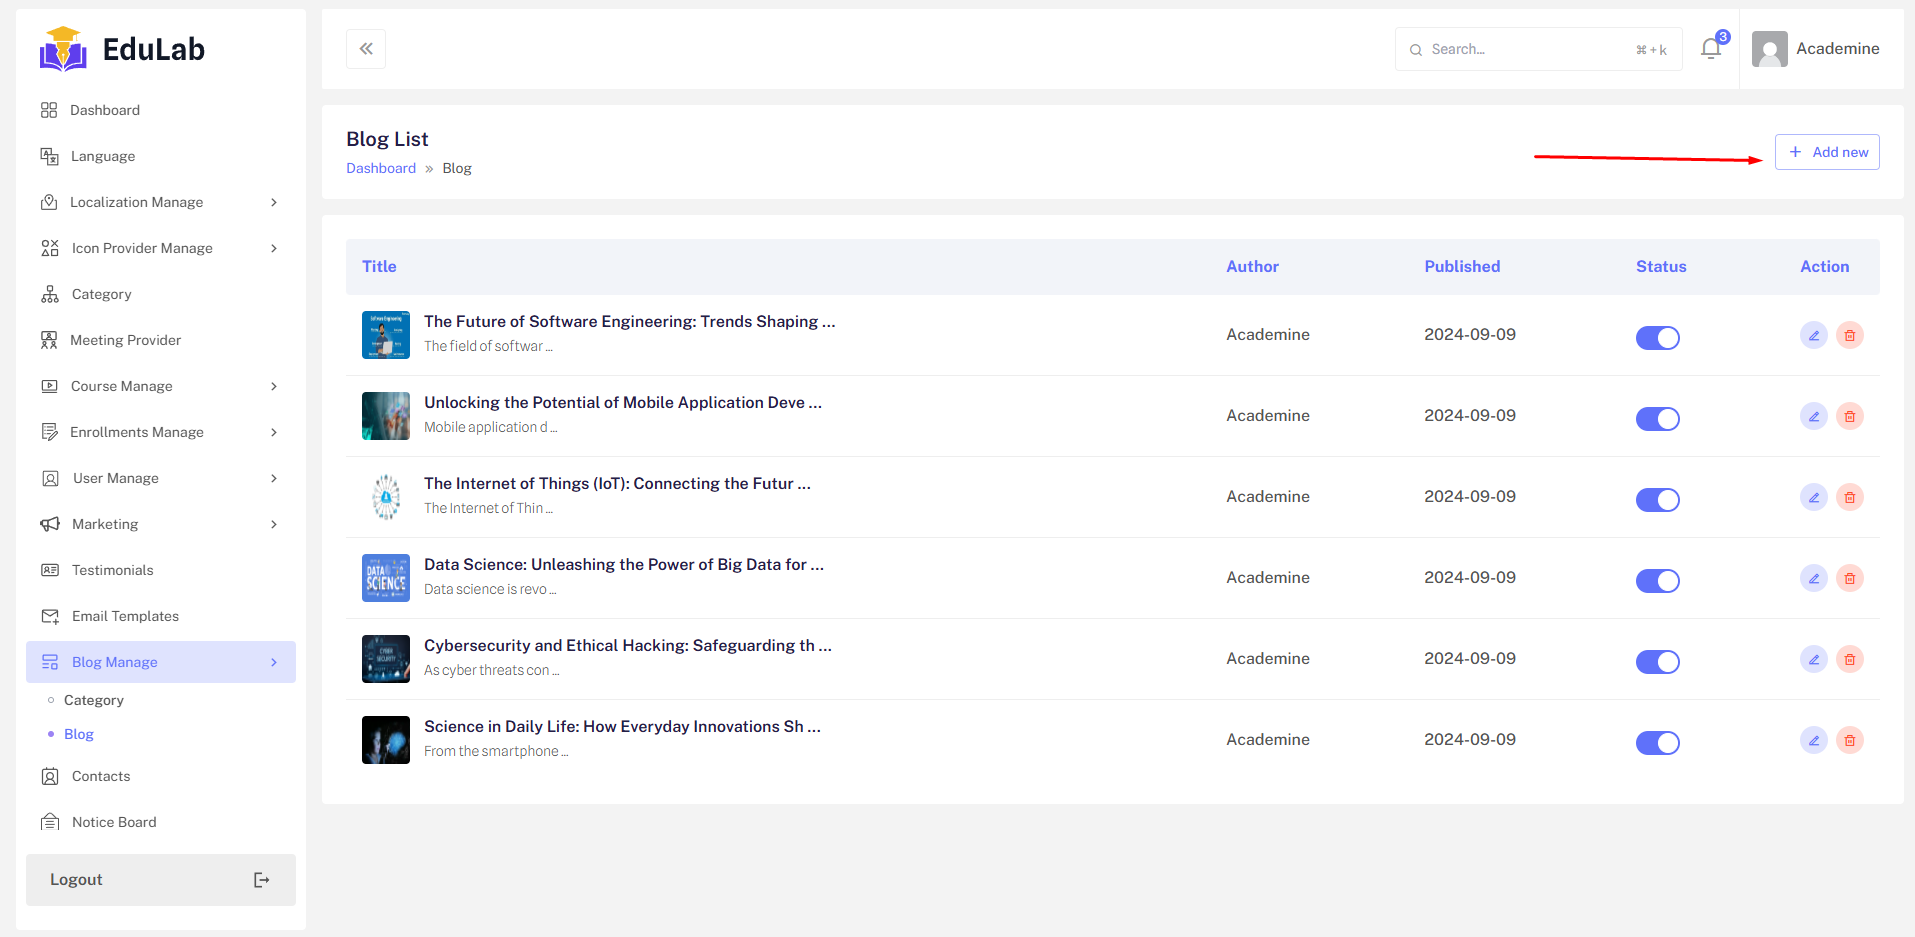 EduLab
Search...
⌘ + k
3
Academine
Dashboard
Language
Localization Manage
Icon Provider Manage
Category
Meeting Provider
Course Manage
Enrollments Manage
User Manage
Marketing
Testimonials
Email Templates
Blog Manage
Category
Blog
Contacts
Notice Board
Logout
Blog List
Dashboard » Blog
+ Add new
Title Author Published Status Action
The Future of Software Engineering: Trends Shaping ...
The field of softwar ...
Academine 2024-09-09
Unlocking the Potential of Mobile Application Deve ...
Mobile application d ...
Academine 2024-09-09
The Internet of Things (IoT): Connecting the Futur ...
The Internet of Thin ...
Academine 2024-09-09
DATA
SCIENCE
Data Science: Unleashing the Power of Big Data for ...
Data science is revo ...
Academine 2024-09-09
CYBER
SECURITY
Cybersecurity and Ethical Hacking: Safeguarding th ...
As cyber threats con ...
Academine 2024-09-09
Science in Daily Life: How Everyday Innovations Sh ...
From the smartphone ...
Academine 2024-09-09